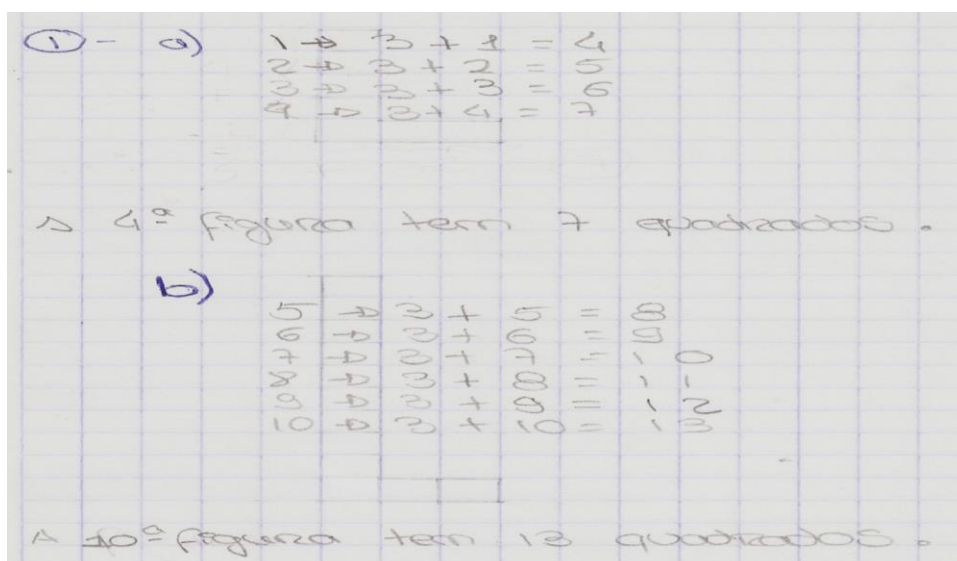 1 - a) 1 → 3 + 1 = 4
2 → 3 + 2 = 5
3 → 3 + 3 = 6
4 → 3 + 4 = 7
A 4ª figura tem 7 quadrados.
b)
5 → 3 + 5 = 8
6 → 3 + 6 = 9
7 → 3 + 7 = 10
8 → 3 + 8 = 11
9 → 3 + 9 = 12
10 → 3 + 10 = 13
A 10ª figura tem 13 quadrados.